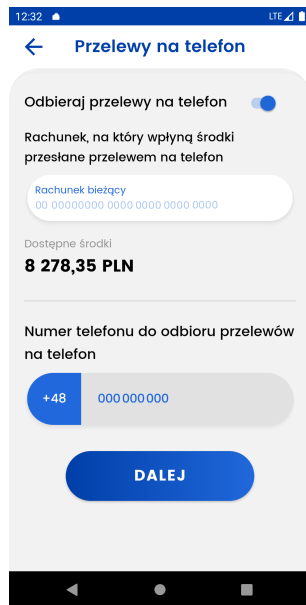 12:32 LTE
Przelewy na telefon
Odbieraj przelewy na telefon
Rachunek, na który wpłyną środki
przesłane przelewem na telefon
Rachunek bieżący
00 00000000 0000 0000 0000 0000
Dostępne środki
8 278,35 PLN
Numer telefonu do odbioru przelewów
na telefon
+48 000 000 000
DALEJ